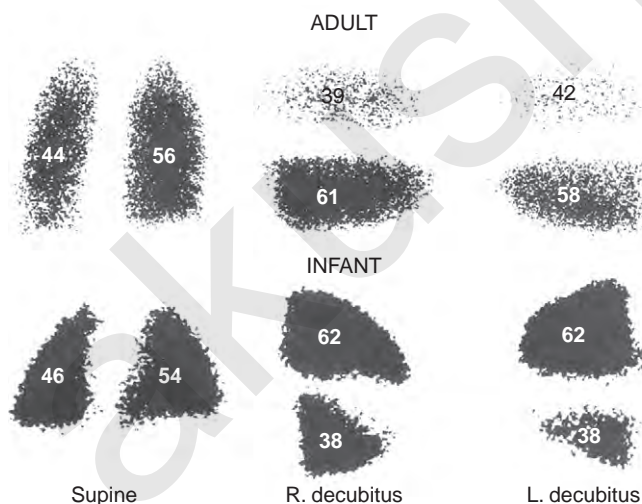 ADULT
44 56 39 42
61 58
INFANT
46 54 62 62
38 38
Supine R. decubitus L. decubitus